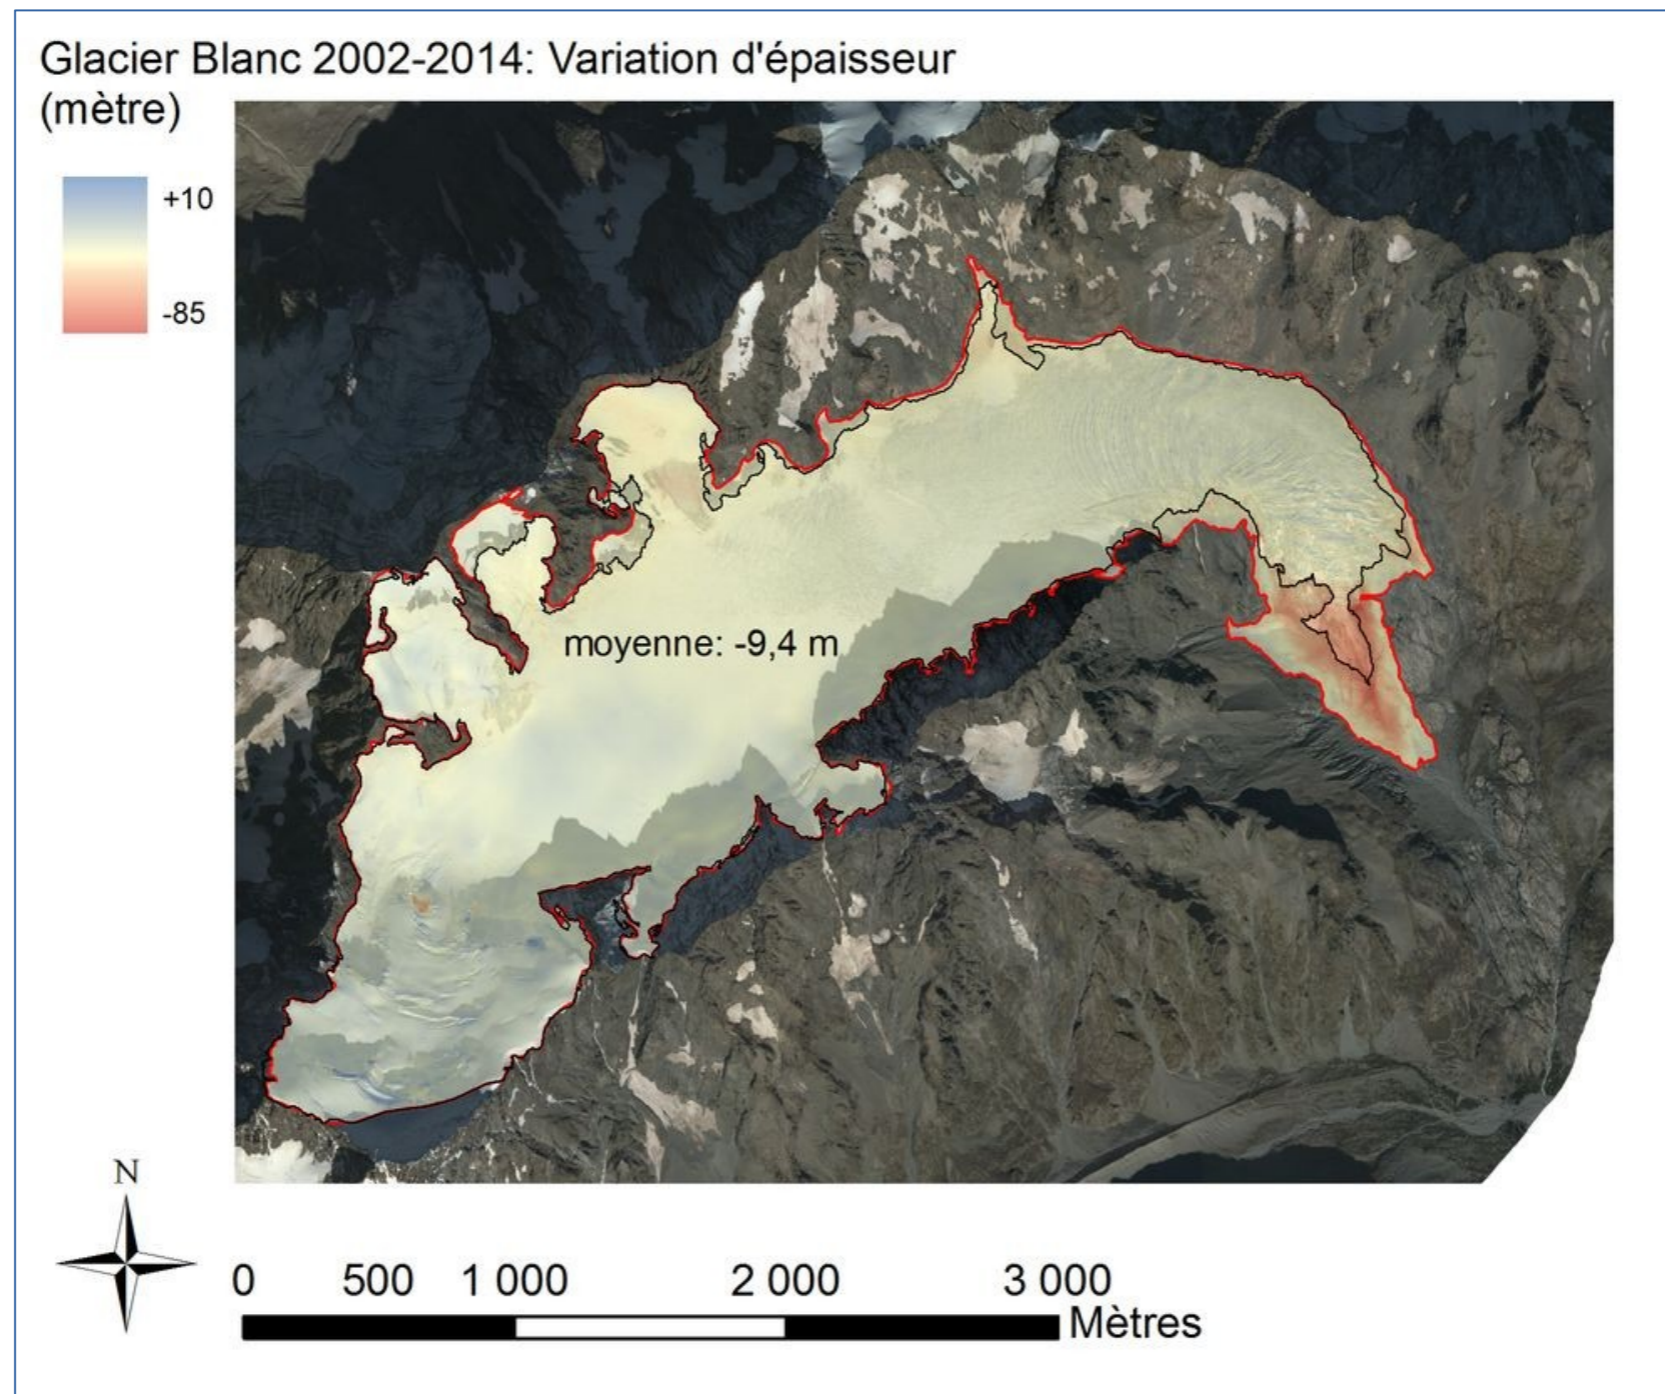 Glacier Blanc 2002-2014: Variation d'épaisseur
(mètre)
+10
-85
moyenne: -9,4 m
N
0 500 1 000 2 000 3 000
Mètres